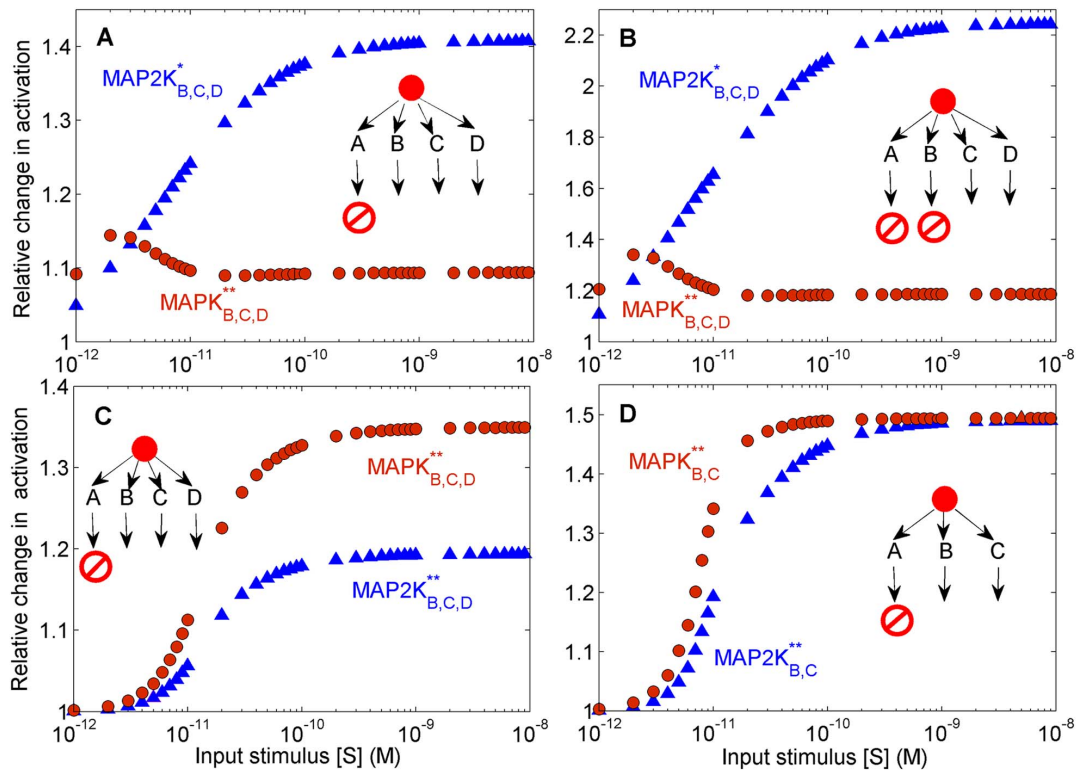 A
MAP2K*B,C,D
A B C D
MAPK**B,C,D
Relative change in activation
1.4
1.3
1.2
1.1
1
10-12 10-11 10-10 10-9 10-8
B
MAP2K*B,C,D
A B C D
MAPK**B,C,D
2.2
2
1.8
1.6
1.4
1.2
1
10-12 10-11 10-10 10-9 10-8
C
A B C D
MAPK**B,C,D
MAP2K**B,C,D
Relative change in activation
1.4
1.3
1.2
1.1
1.0
10-12 10-11 10-10 10-9 10-8
Input stimulus [S] (M)
D
MAPK**B,C
A B C
MAP2K**B,C
1.5
1.4
1.3
1.2
1.1
1.0
10-12 10-11 10-10 10-9 10-8
Input stimulus [S] (M)